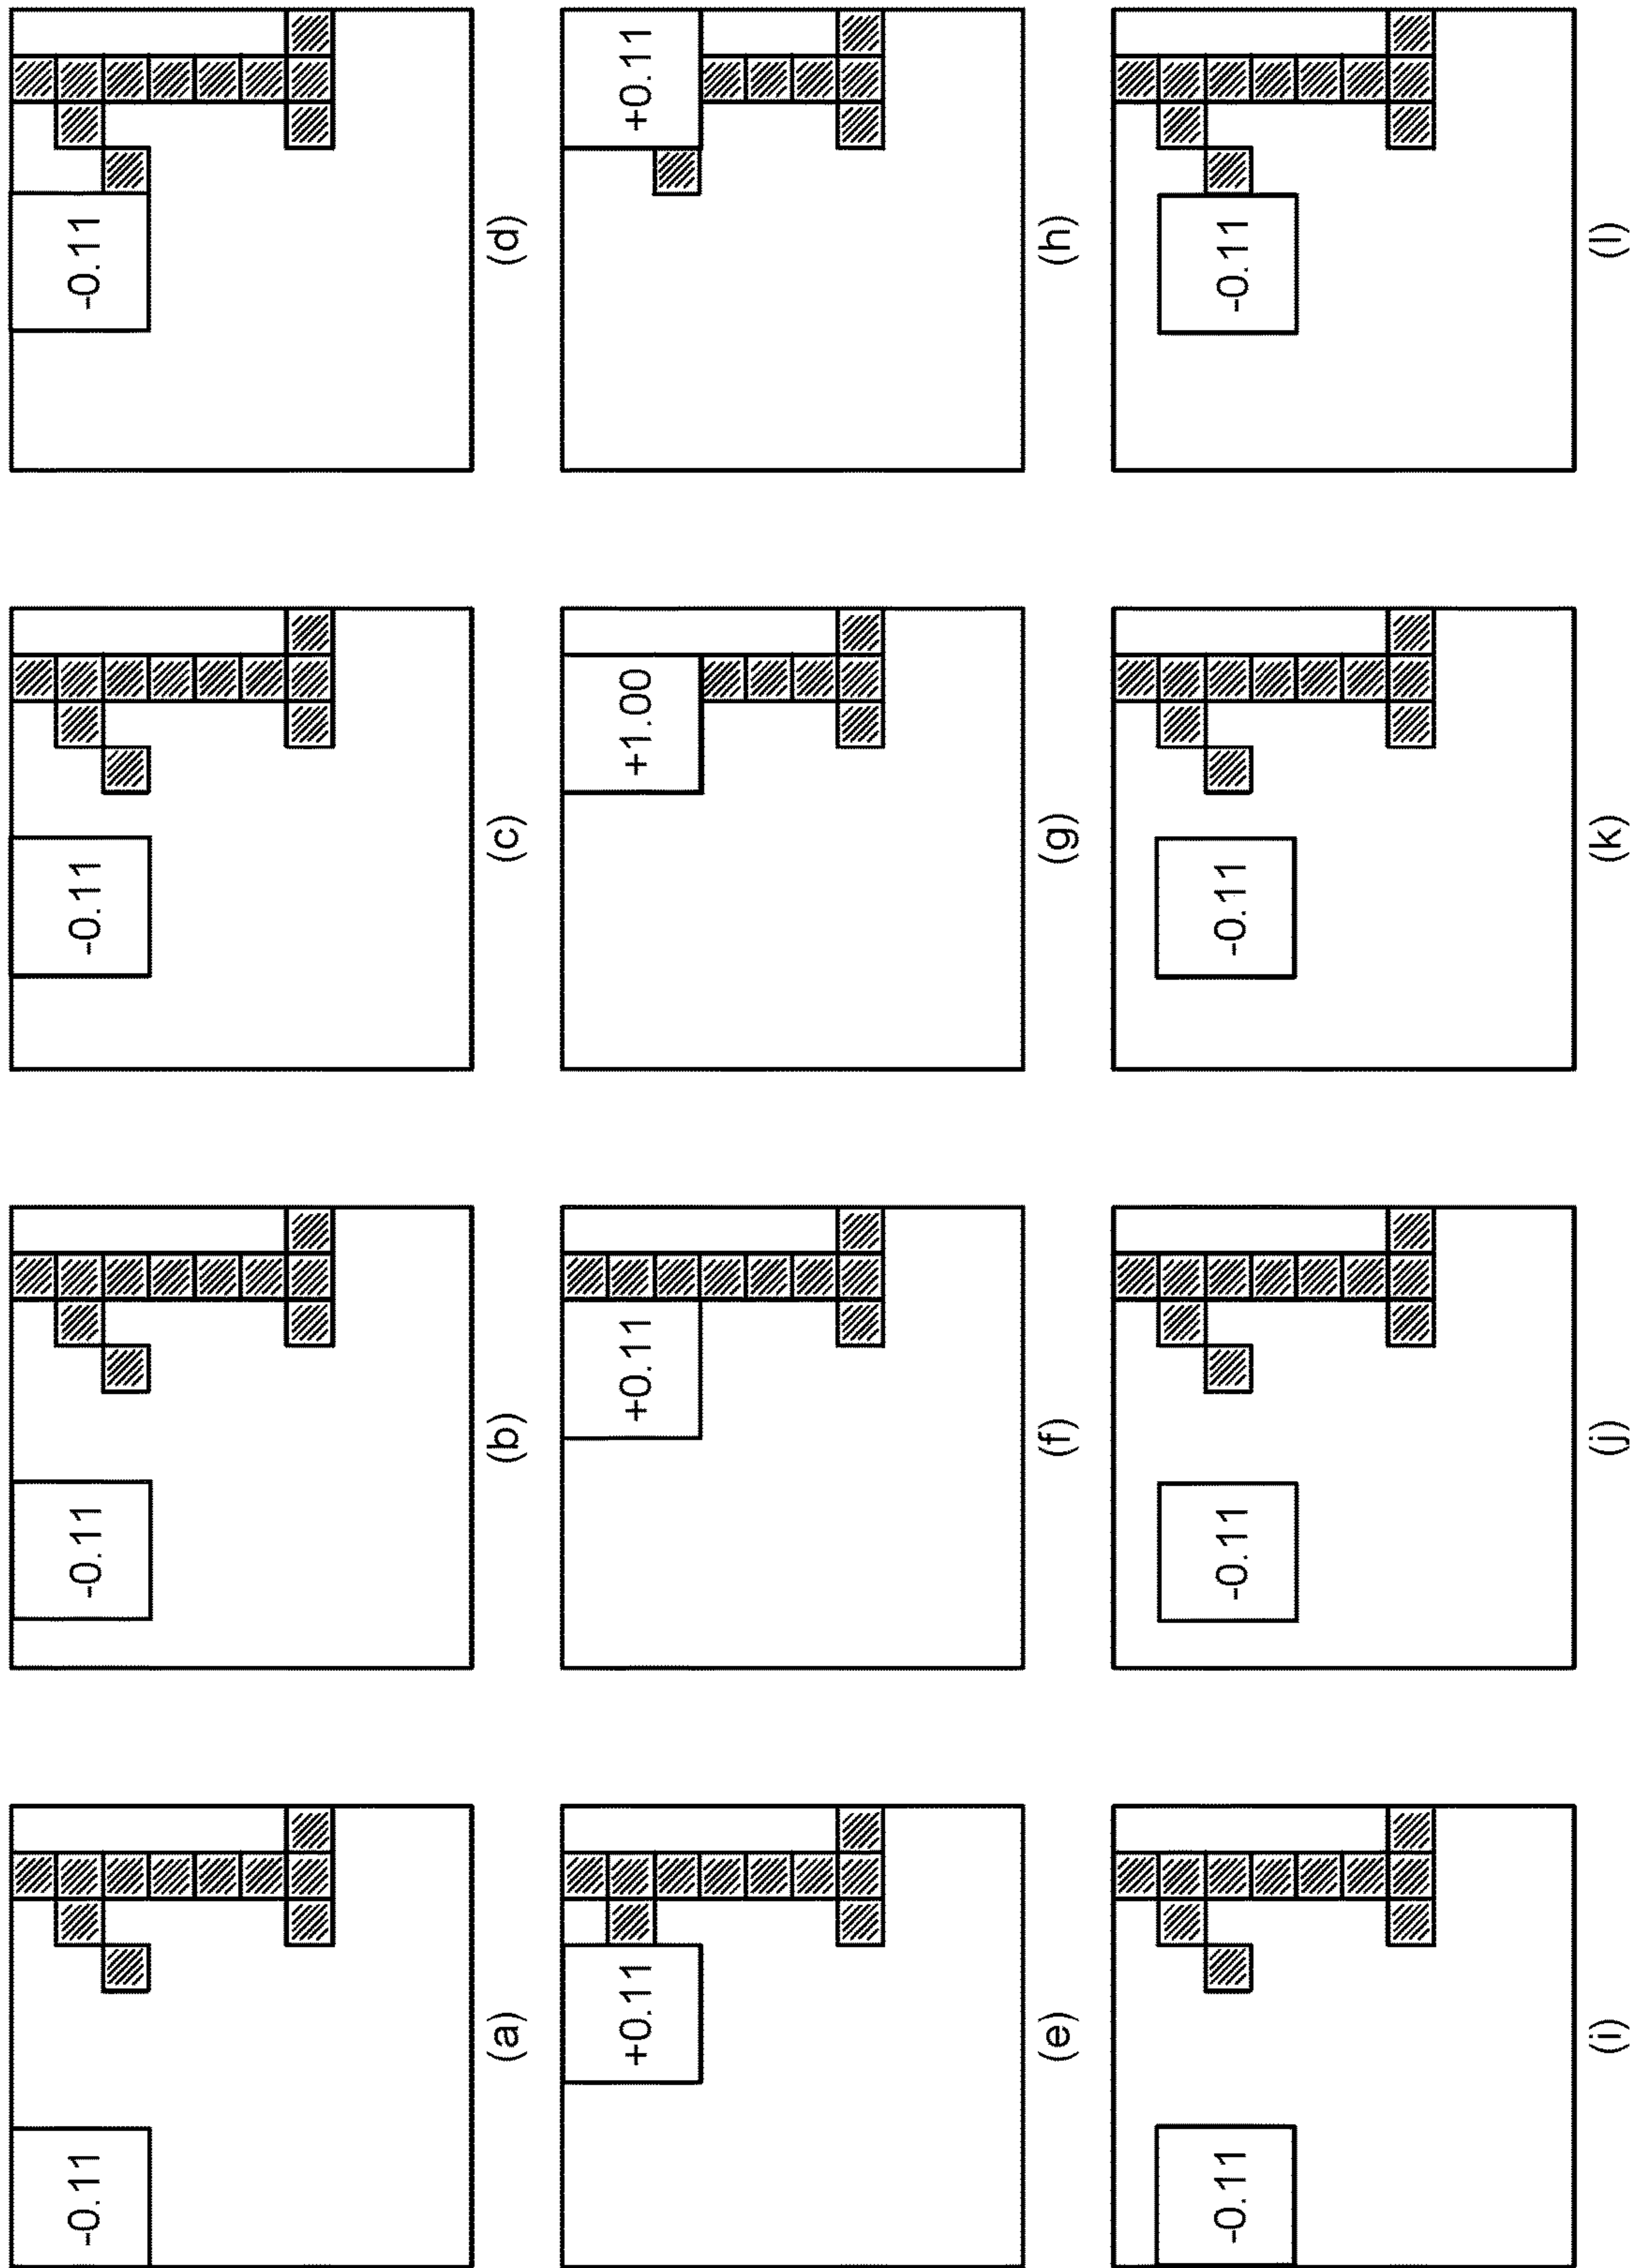 -0.11
(a)
-0.11
(b)
-0.11
(c)
-0.11
(d)
+0.11
(e)
+0.11
(f)
+1.00
(g)
+0.11
(h)
-0.11
(i)
-0.11
(j)
-0.11
(k)
-0.11
(l)